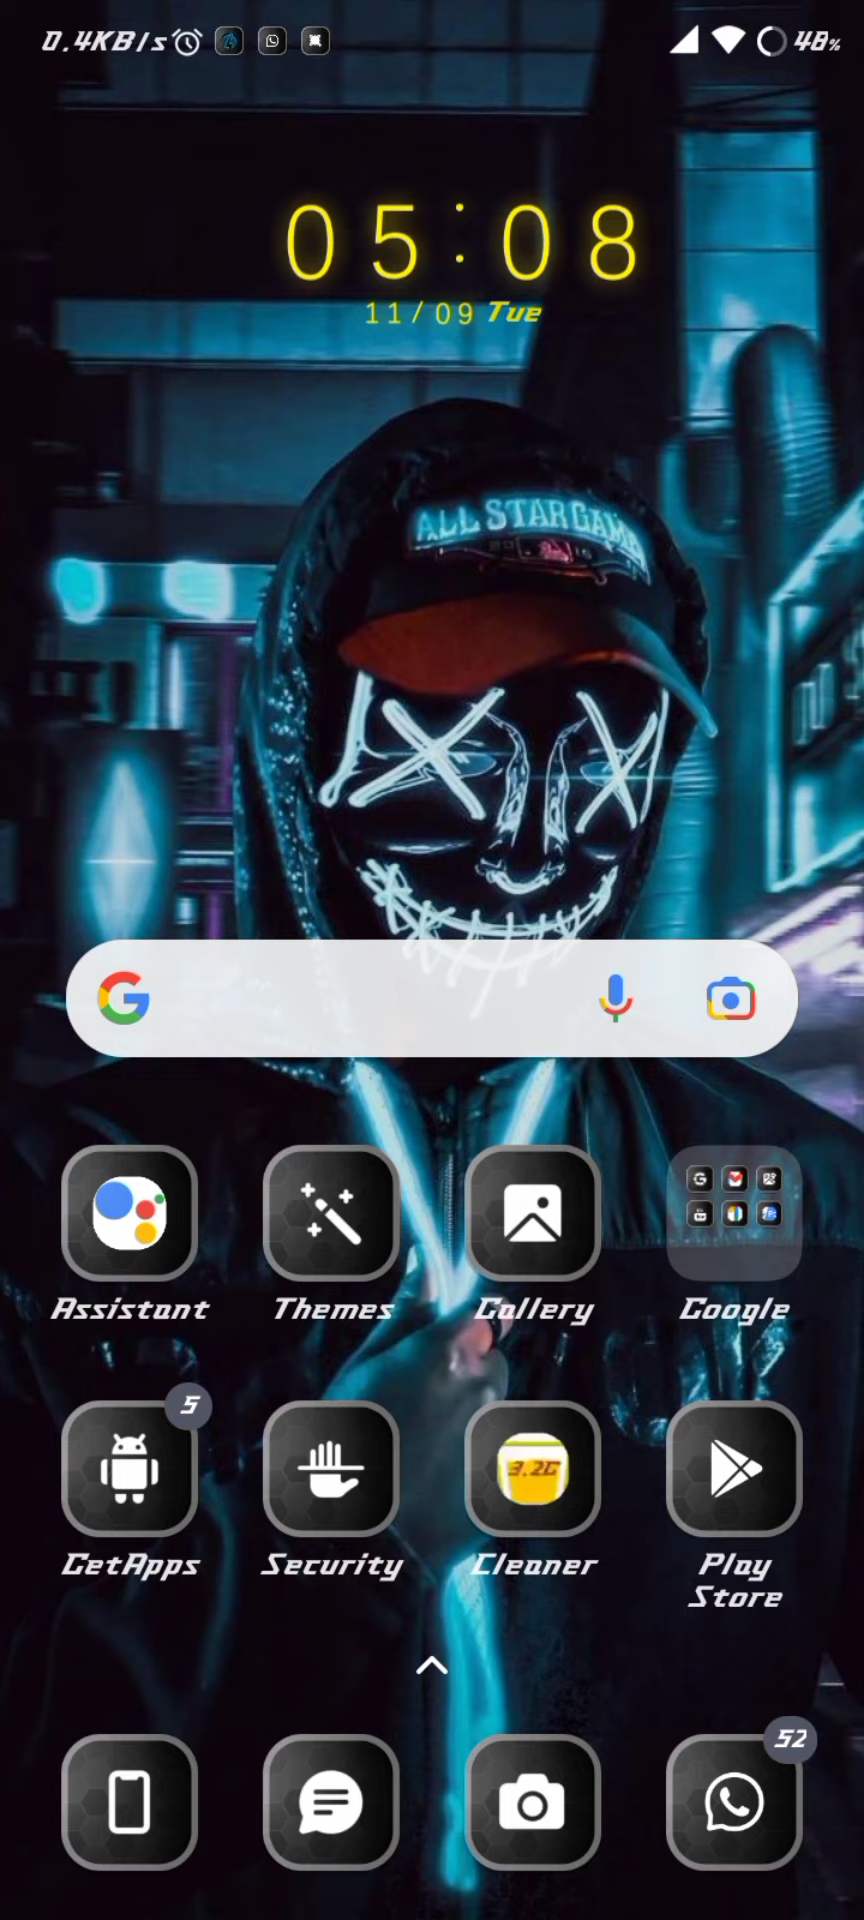 0.4KB/s 48%
05:08
11/09 Tue
ALL STAR GAME
Assistant Themes Gallery Google
5
3.2G
GetApps Security Cleaner Play Store
52